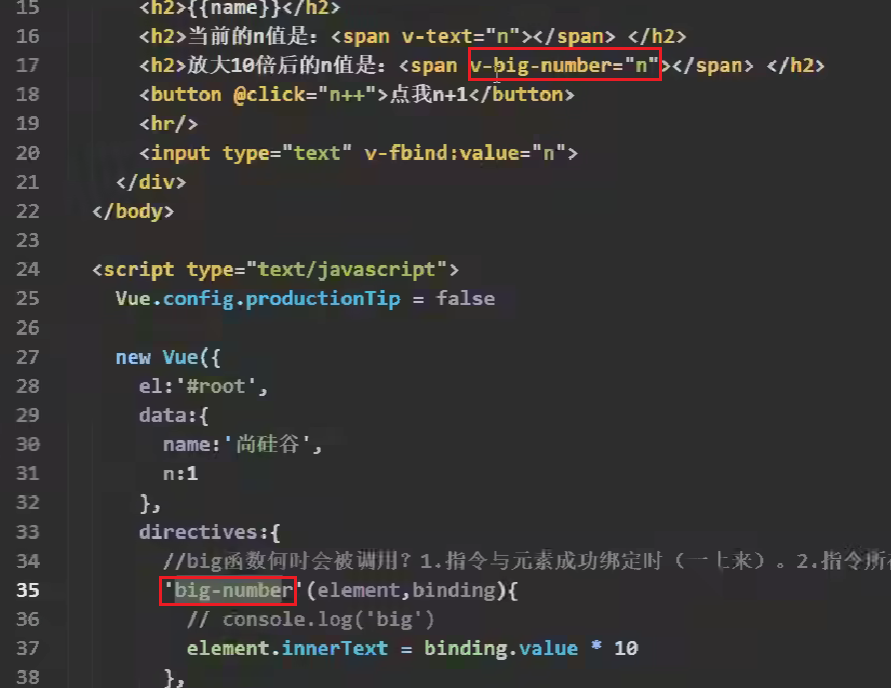 15 <h2>{{name}}</h2>
16 <h2>当前的n值是：<span v-text="n"></span> </h2>
17 <h2>放大10倍后的n值是：<span v-big-number="n"></span> </h2>
18 <button @click="n++">点我n+1</button>
19 <hr/>
20 <input type="text" v-fbind:value="n">
21 </div>
22 </body>
23
24 <script type="text/javascript">
25 Vue.config.productionTip = false
26
27 new Vue({
28 el:'#root',
29 data:{
30 name:'尚硅谷',
31 n:1
32 },
33 directives:{
34 //big函数何时会被调用？1.指令与元素成功绑定时（一上来）。2.指令所在
35 'big-number'(element,binding){
36 // console.log('big')
37 element.innerText = binding.value * 10
38 },